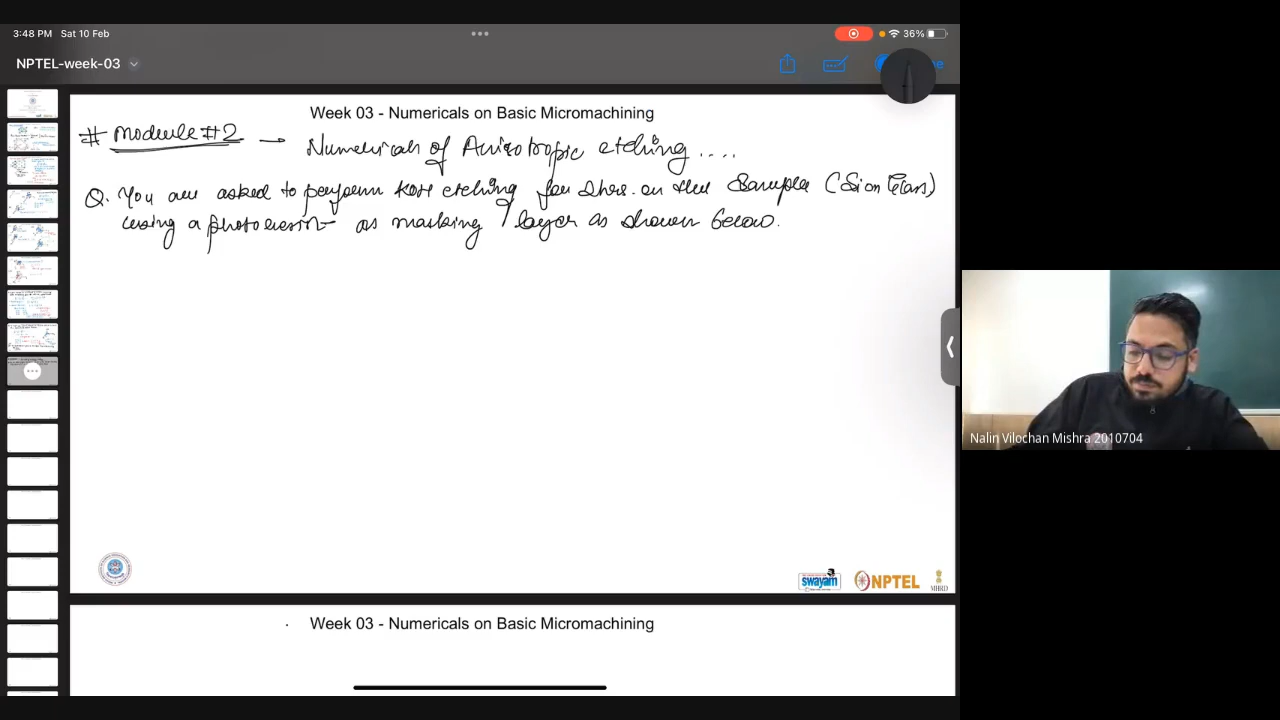 3:48 PM Sat 10 Feb
36%
NPTEL-week-03
Week 03 - Numericals on Basic Micromachining
# Module #2 → Numericals of Anisotropic etching ....
Q. You are asked to perform KOH etching for 2hrs. on the sample (Si on Glass)
using a photoresist as masking layer as shown below.
swayam
NPTEL
MHRD
Week 03 - Numericals on Basic Micromachining
Nalin Vilochan Mishra 2010704